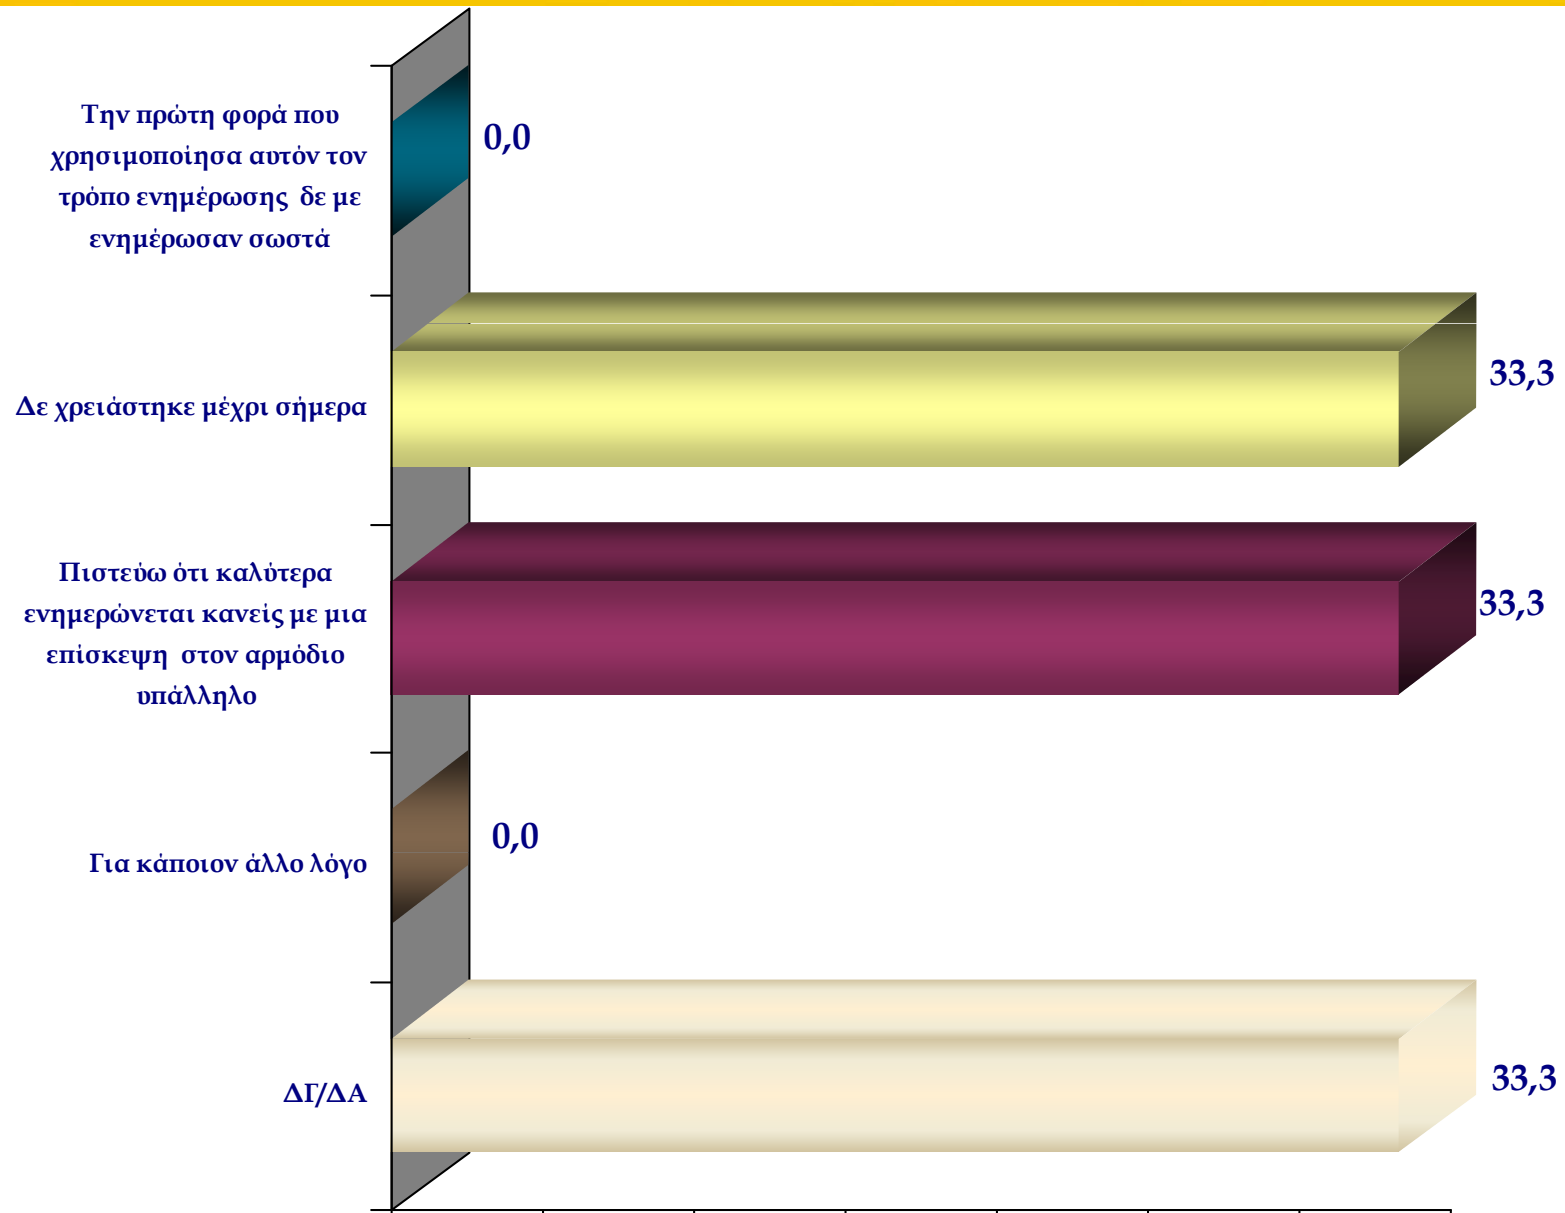 Την πρώτη φορά που
χρησιμοποίησα αυτόν τον
τρόπο ενημέρωσης  δε με
ενημέρωσαν σωστά
0,0
Δε χρειάστηκε μέχρι σήμερα
33,3
Πιστεύω ότι καλύτερα
ενημερώνεται κανείς με μια
επίσκεψη  στον αρμόδιο
υπάλληλο
33,3
Για κάποιον άλλο λόγο
0,0
ΔΓ/ΔΑ
33,3